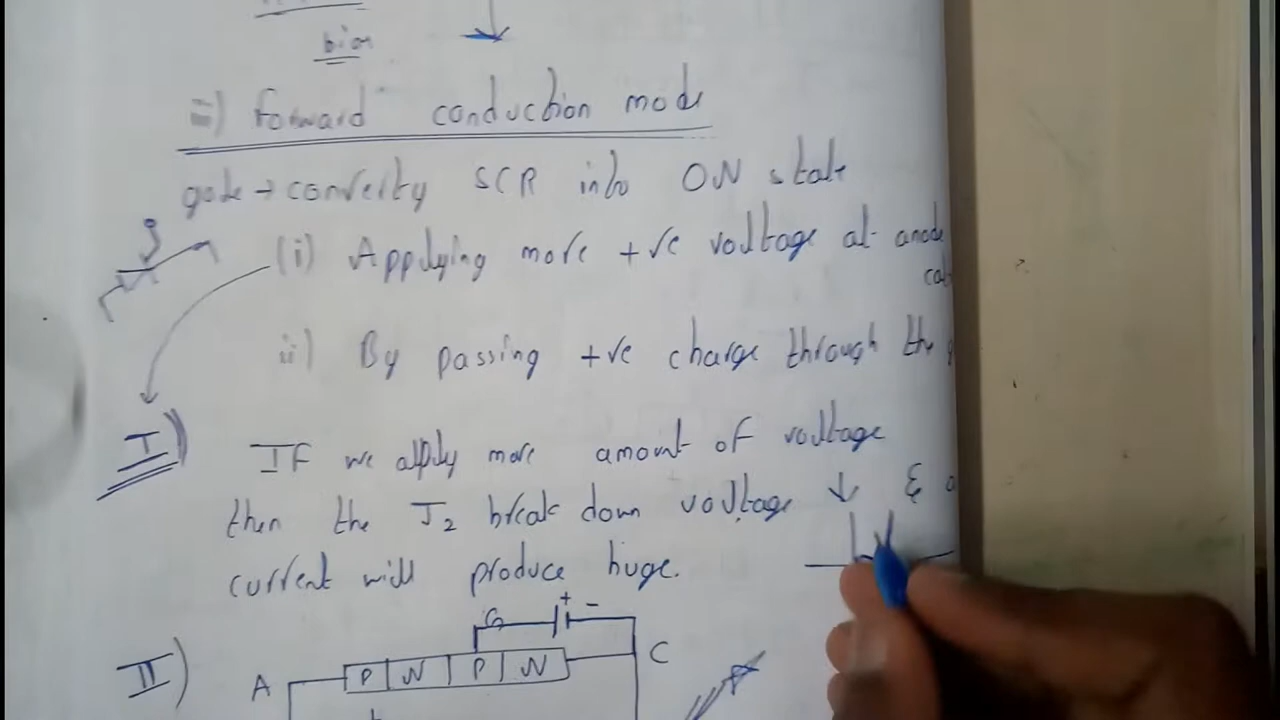 bias
=) forward conduction mode
gate → converty SCR into ON state
(i) Applying more +ve voltage at anode
ii) By passing +ve charge through the
I) IF we apply more amount of voltage
then the J2 break down voltage ↓ &
current will produce huge.
G + -
II) A P N P N C